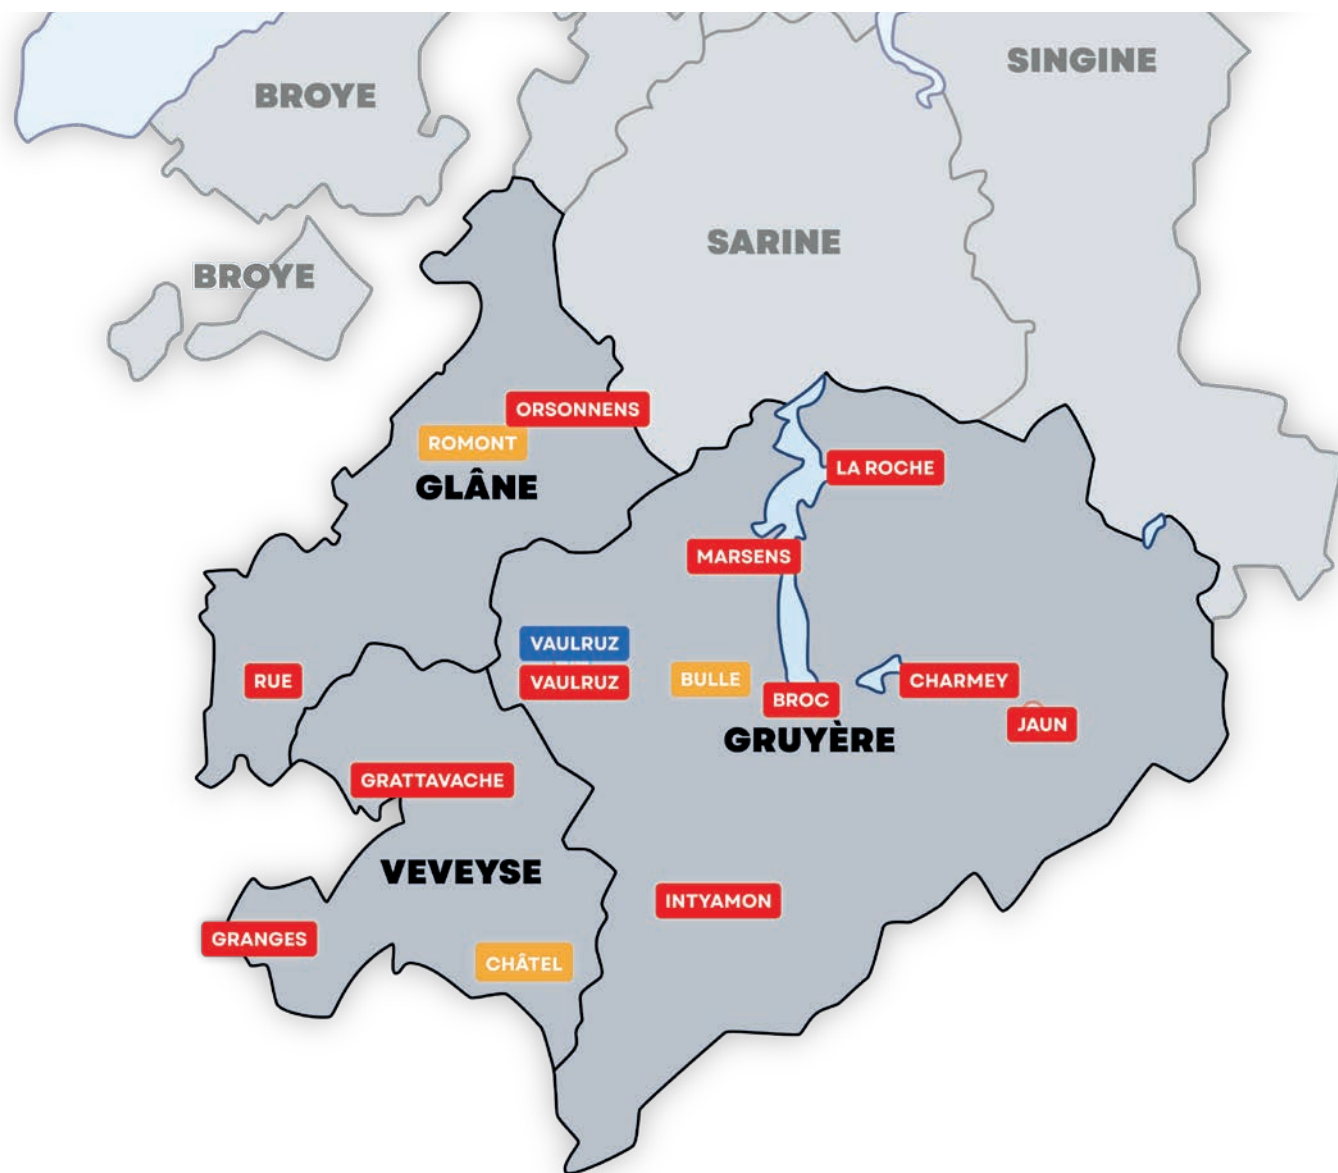 SINGINE
BROYE
SARINE
BROYE
ORSONNENS
ROMONT
GLÂNE
LA ROCHE
MARSENS
VAULRUZ
VAULRUZ
RUE
BULLE
BROC
CHARMEY
JAUN
GRUYÈRE
GRATTAVACHE
VEVEYSE
INTYAMON
GRANGES
CHÂTEL